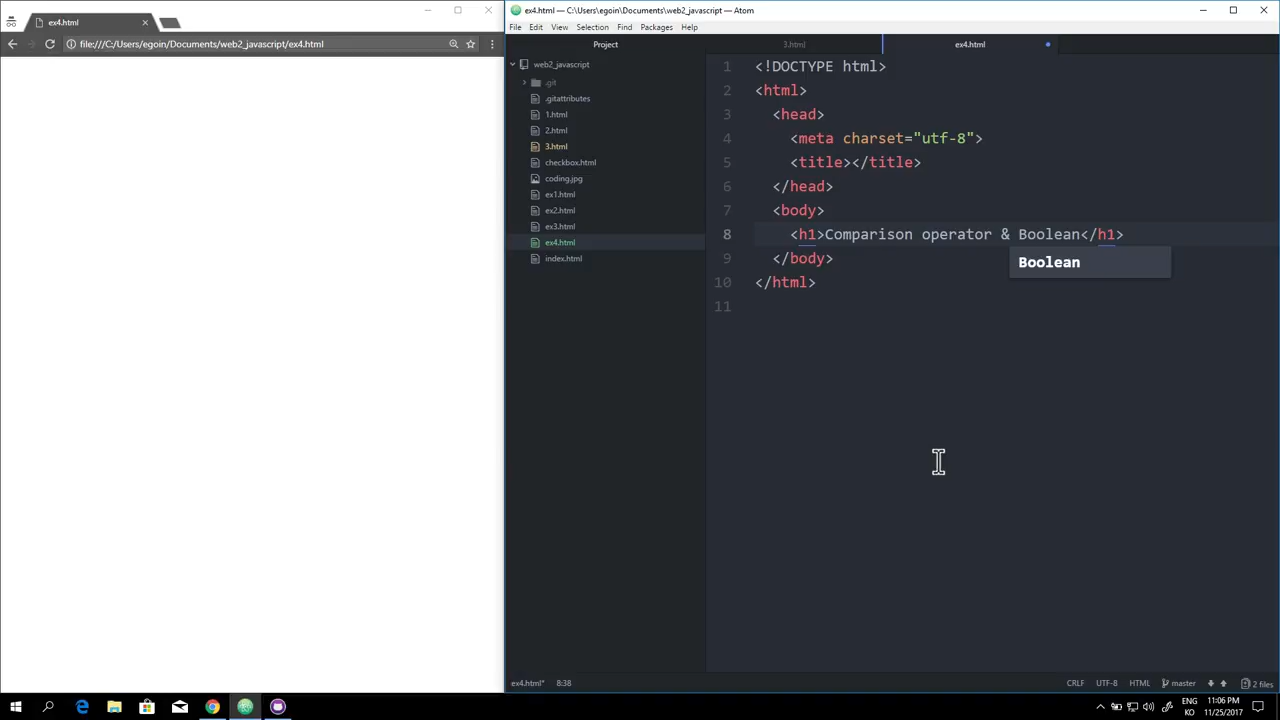 ex4.html
file:///C:/Users/egoin/Documents/web2_javascript/ex4.html
ex4.html — C:\Users\egoin\Documents\web2_javascript — Atom
File Edit View Selection Find Packages Help
Project
3.html
ex4.html
web2_javascript
.git
.gitattributes
1.html
2.html
3.html
checkbox.html
coding.jpg
ex1.html
ex2.html
ex3.html
ex4.html
index.html
1 <!DOCTYPE html>
2 <html>
3 <head>
4 <meta charset="utf-8">
5 <title></title>
6 </head>
7 <body>
8 <h1>Comparison operator & Boolean</h1>
9 </body>
10 </html>
11
Boolean
ex4.html* 8:38
CRLF UTF-8 HTML master 2 files
ENG
KO
11:06 PM
11/25/2017